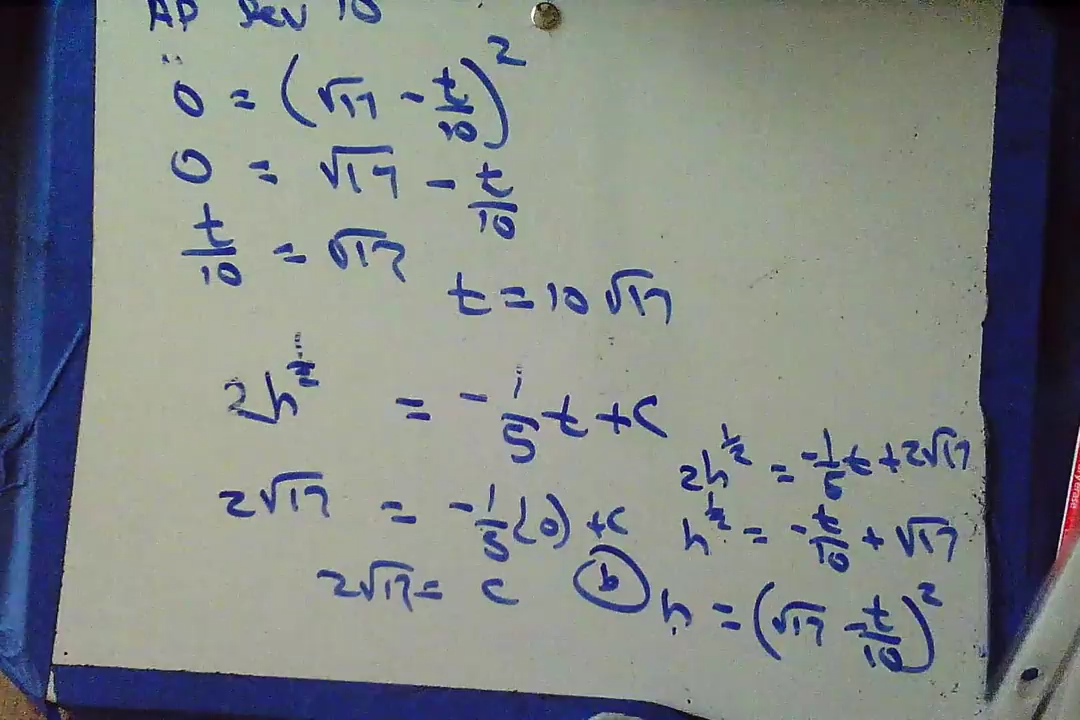 AP Rev 10
0 = (√17 - t/10)²
0 = √17 - t/10
t/10 = √17
t = 10√17
2h^½ = -1/5 t + c
2√17 = -1/5(0) + c
2√17 = c
2h^½ = -1/5 t + 2√17
h^½ = -t/10 + √17
(b) h = (√17 - t/10)²